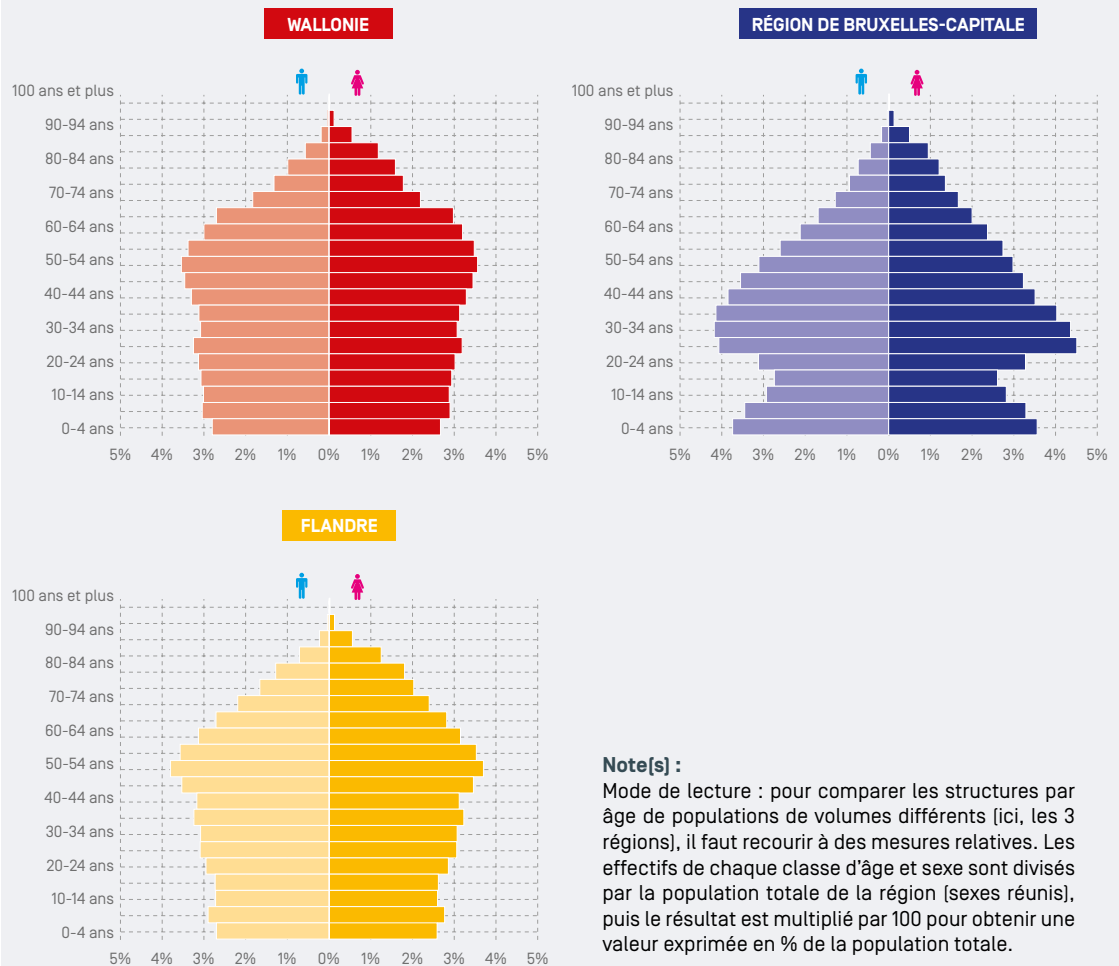 WALLONIE
100 ans et plus
90-94 ans
80-84 ans
70-74 ans
60-64 ans
50-54 ans
40-44 ans
30-34 ans
20-24 ans
10-14 ans
0-4 ans
5% 4% 3% 2% 1% 0% 1% 2% 3% 4% 5%
RÉGION DE BRUXELLES-CAPITALE
100 ans et plus
90-94 ans
80-84 ans
70-74 ans
60-64 ans
50-54 ans
40-44 ans
30-34 ans
20-24 ans
10-14 ans
0-4 ans
5% 4% 3% 2% 1% 0% 1% 2% 3% 4% 5%
FLANDRE
100 ans et plus
90-94 ans
80-84 ans
70-74 ans
60-64 ans
50-54 ans
40-44 ans
30-34 ans
20-24 ans
10-14 ans
0-4 ans
5% 4% 3% 2% 1% 0% 1% 2% 3% 4% 5%
Note(s) :
Mode de lecture : pour comparer les structures par
âge de populations de volumes différents (ici, les 3
régions), il faut recourir à des mesures relatives. Les
effectifs de chaque classe d'âge et sexe sont divisés
par la population totale de la région (sexes réunis),
puis le résultat est multiplié par 100 pour obtenir une
valeur exprimée en % de la population totale.